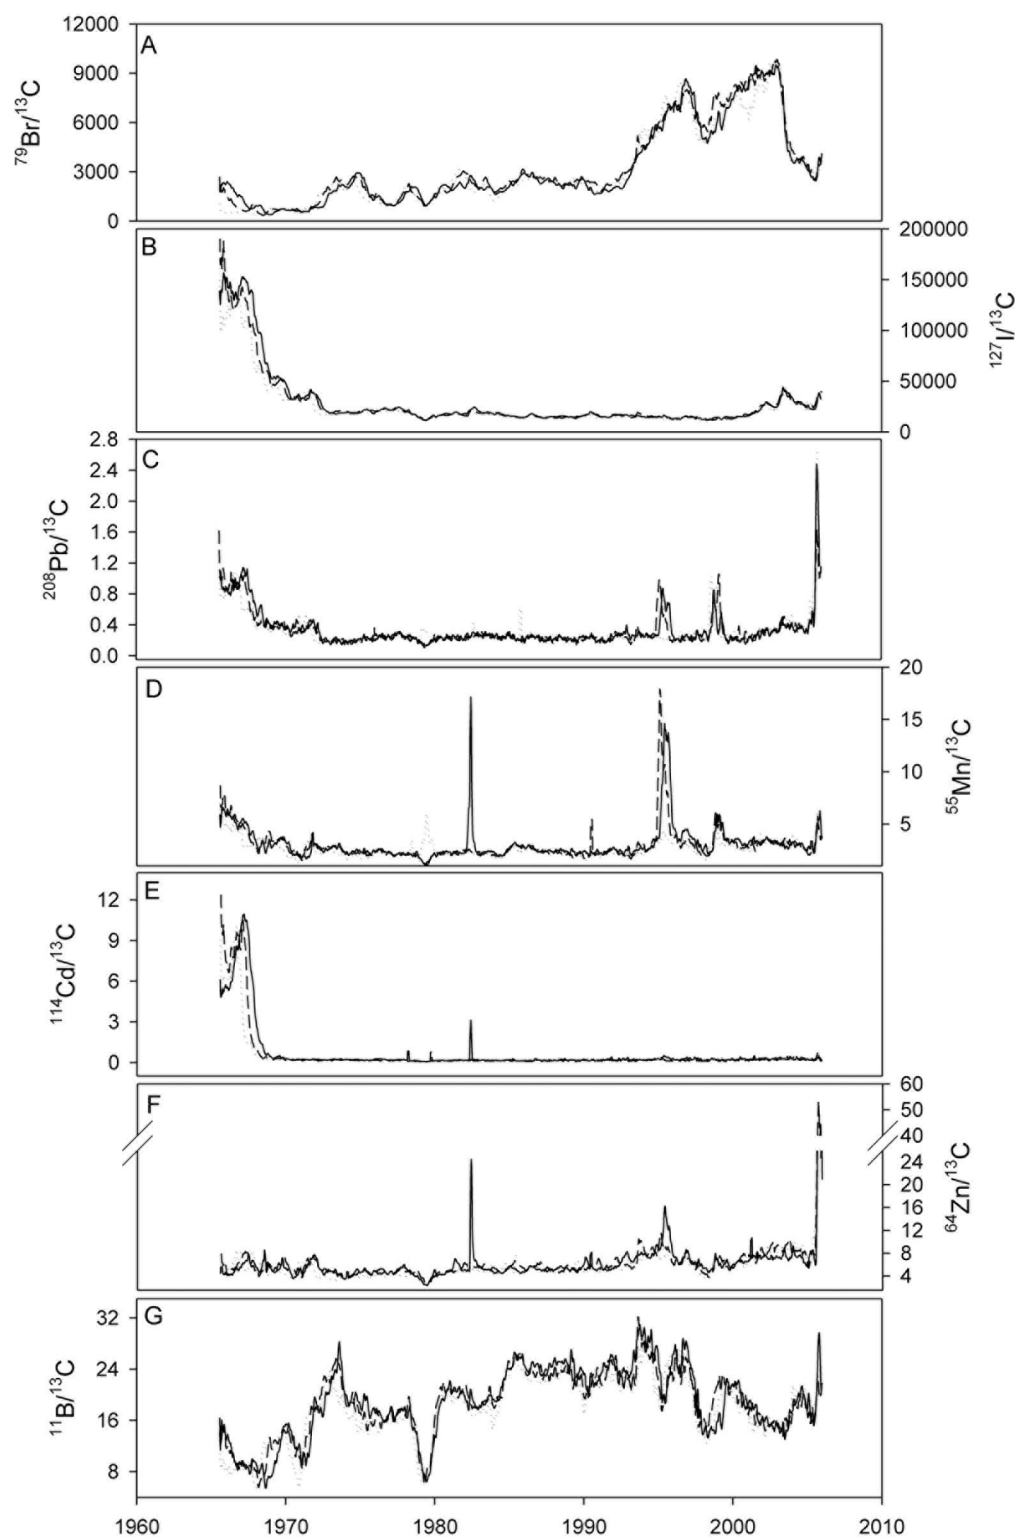 12000
A
9000
6000
3000
0
⁷⁹Br/¹³C
B
200000
150000
100000
50000
0
¹²⁷I/¹³C
2.8
C
2.4
2.0
1.6
1.2
0.8
0.4
0.0
²⁰⁸Pb/¹³C
D
20
15
10
5
⁵⁵Mn/¹³C
E
12
9
6
3
0
¹¹⁴Cd/¹³C
F
60
50
40
24
20
16
12
8
4
⁶⁴Zn/¹³C
G
32
24
16
8
¹¹B/¹³C
1960 1970 1980 1990 2000 2010